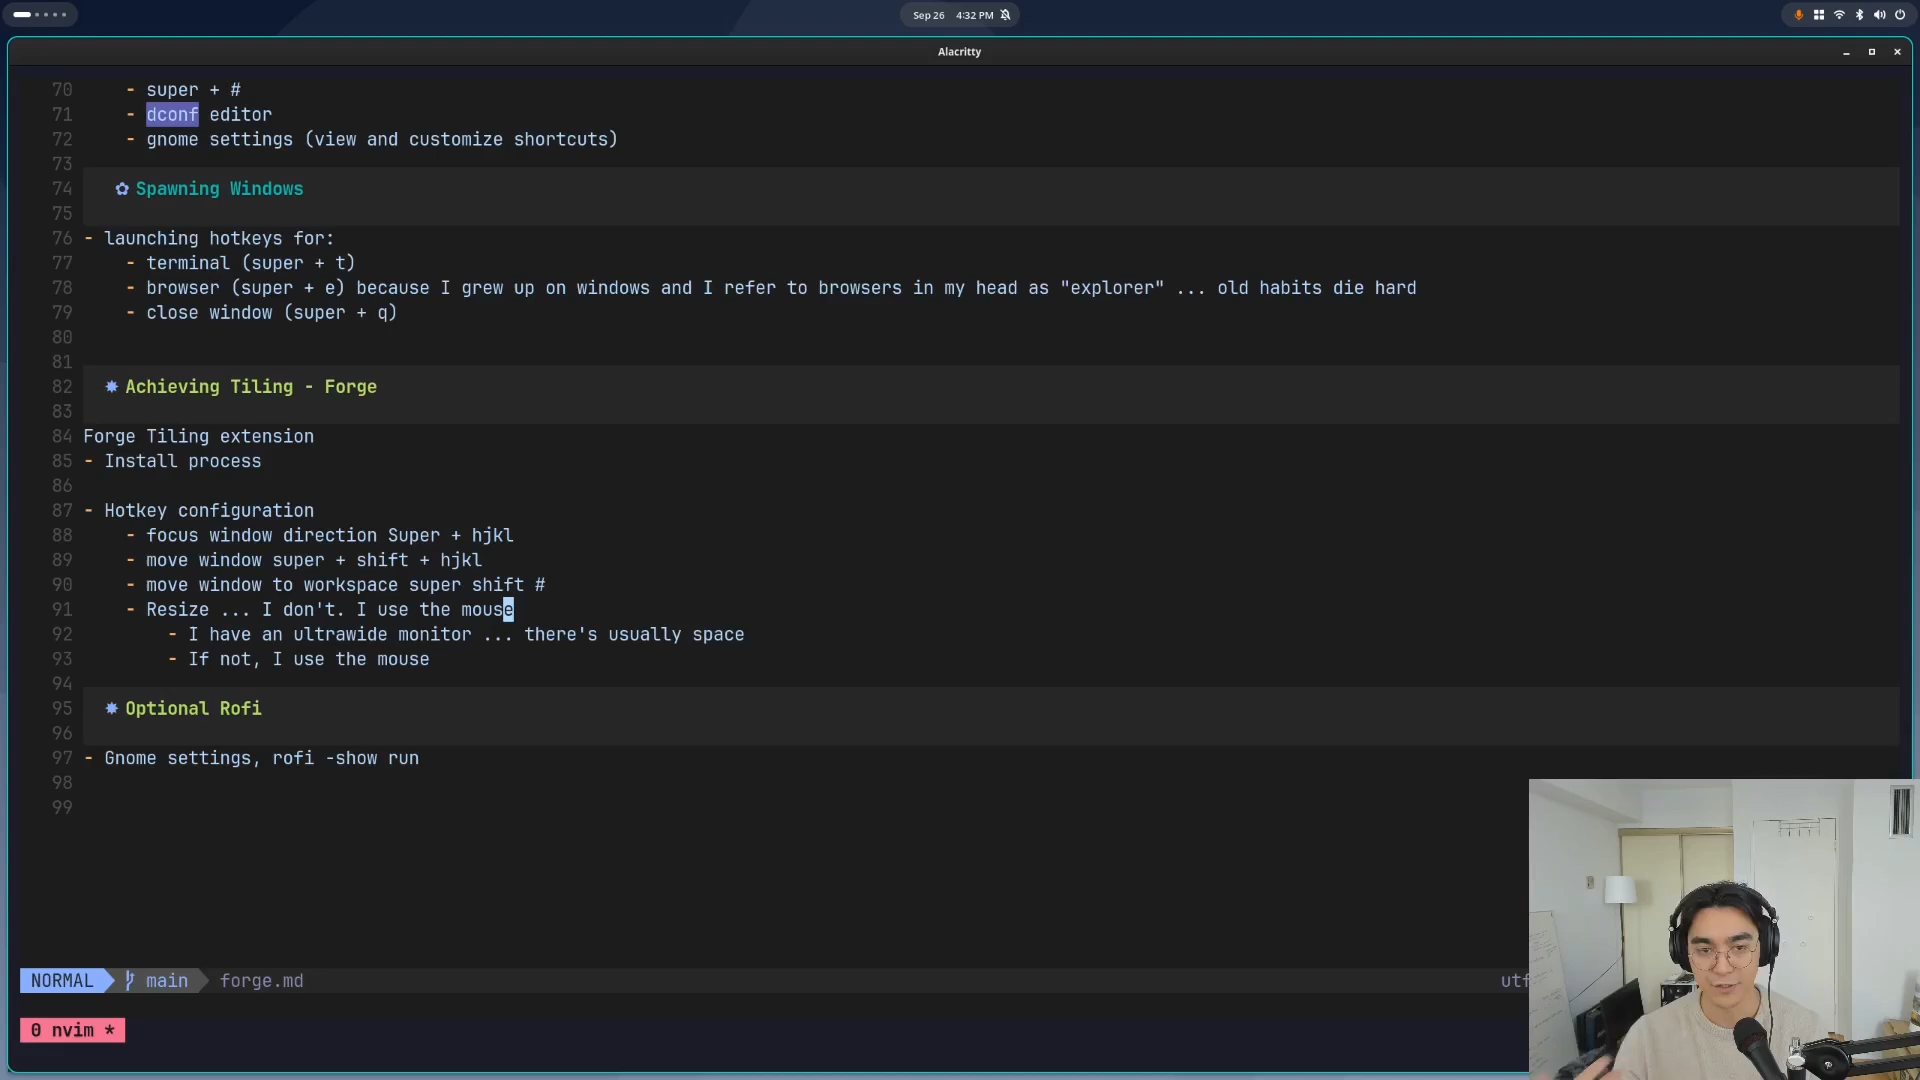 Sep 26 4:32 PM
Alacritty
70 - super + #
71 - dconf editor
72 - gnome settings (view and customize shortcuts)
73
74 Spawning Windows
75
76 - launching hotkeys for:
77 - terminal (super + t)
78 - browser (super + e) because I grew up on windows and I refer to browsers in my head as "explorer" ... old habits die hard
79 - close window (super + q)
80
81
82 Achieving Tiling - Forge
83
84 Forge Tiling extension
85 - Install process
86
87 - Hotkey configuration
88 - focus window direction Super + hjkl
89 - move window super + shift + hjkl
90 - move window to workspace super shift #
91 - Resize ... I don't. I use the mouse
92 - I have an ultrawide monitor ... there's usually space
93 - If not, I use the mouse
94
95 Optional Rofi
96
97 - Gnome settings, rofi -show run
98
99
NORMAL main forge.md utf
0 nvim *